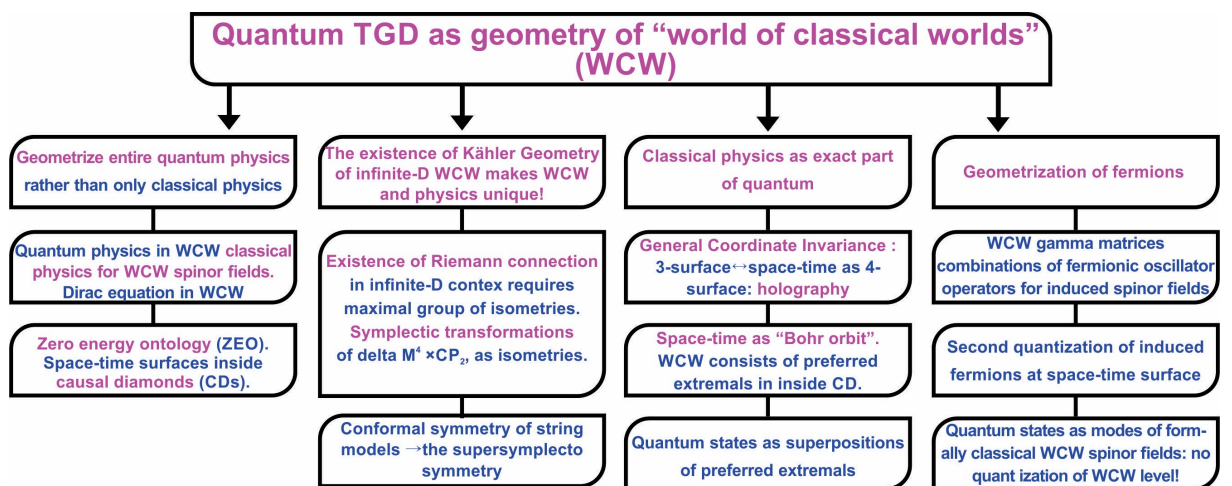 Quantum TGD as geometry of “world of classical worlds”
(WCW)
Geometrize entire quantum physics
rather than only classical physics
Quantum physics in WCW classical
physics for WCW spinor fields.
Dirac equation in WCW
Zero energy ontology (ZEO).
Space-time surfaces inside
causal diamonds (CDs).
The existence of Kähler Geometry
of infinite-D WCW makes WCW
and physics unique!
Existence of Riemann connection
in infinite-D contex requires
maximal group of isometries.
Symplectic transformations
of delta M⁴ ×CP₂, as isometries.
Conformal symmetry of string
models →the supersymplecto
symmetry
Classical physics as exact part
of quantum
General Coordinate Invariance :
3-surface↔space-time as 4-
surface: holography
Space-time as “Bohr orbit”.
WCW consists of preferred
extremals in inside CD.
Quantum states as superpositions
of preferred extremals
Geometrization of fermions
WCW gamma matrices
combinations of fermionic oscillator
operators for induced spinor fields
Second quantization of induced
fermions at space-time surface
Quantum states as modes of form-
ally classical WCW spinor fields: no
quant ization of WCW level!